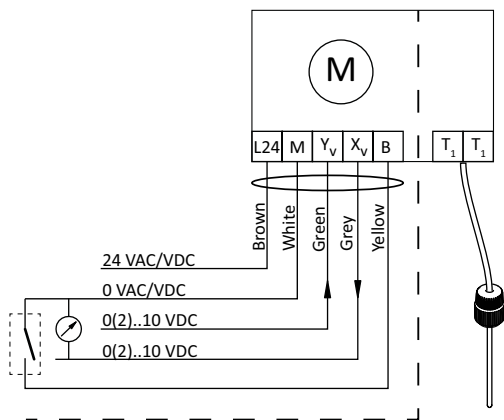 M
L24 M Yv Xv B T1 T1
Brown
White
Green
Grey
Yellow
24 VAC/VDC
0 VAC/VDC
0(2)..10 VDC
0(2)..10 VDC